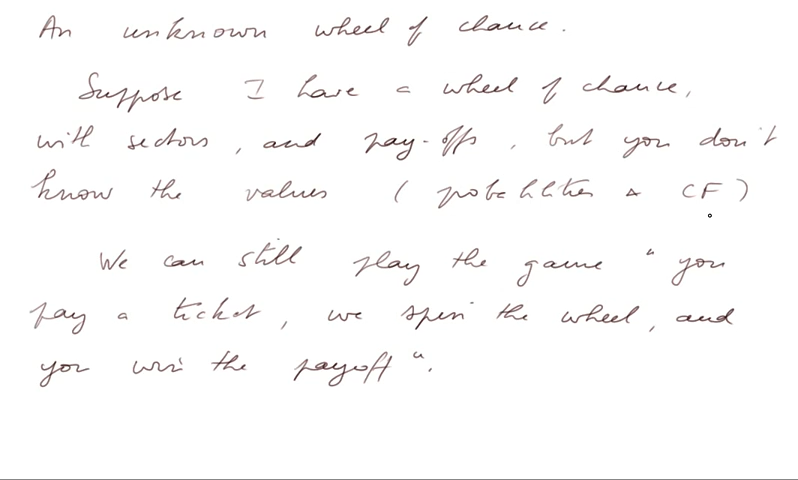 An unknown wheel of chance.
Suppose I have a wheel of chance,
with sectors, and pay-offs, but you don't
know the values (probabilities & CF)
We can still play the game "you
pay a ticket, we spin the wheel, and
you win the payoff".